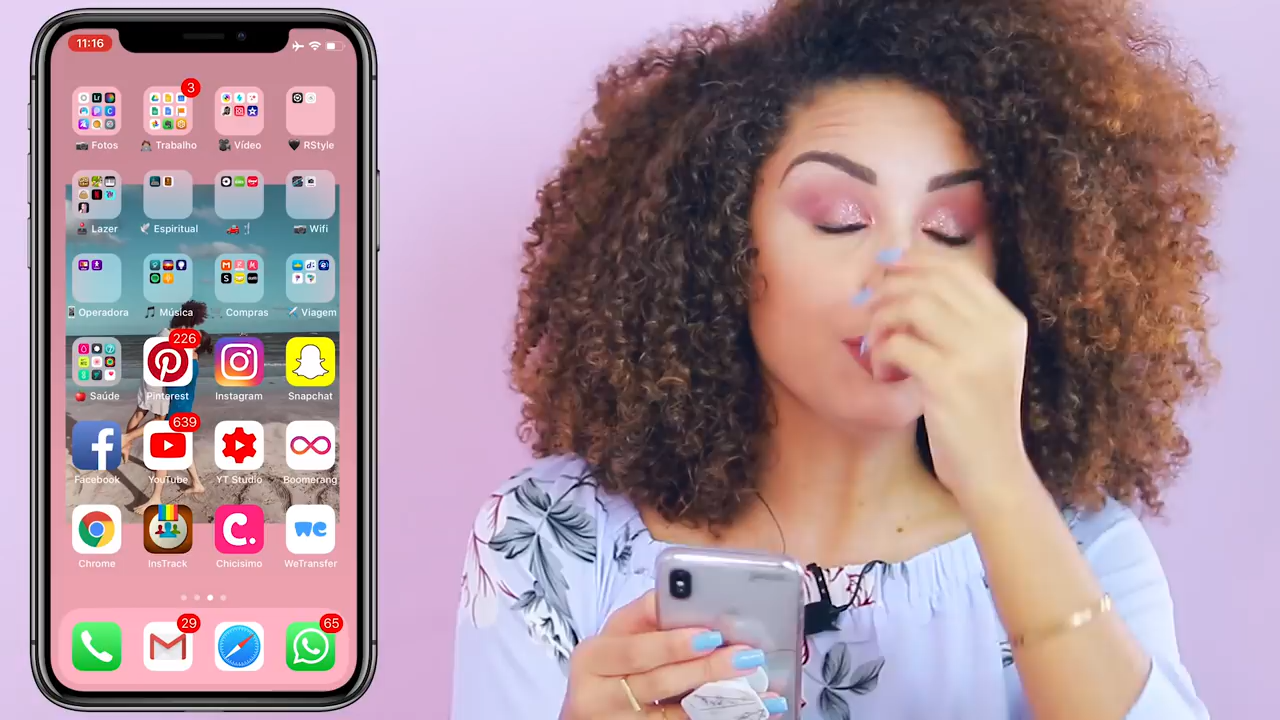 11:16
3
Fotos
Trabalho
Vídeo
RStyle
Lazer
Espiritual
Wifi
Operadora
Música
Compras
Viagem
226
Saúde
Pinterest
Instagram
Snapchat
639
Facebook
YouTube
YT Studio
Boomerang
C.
we
Chrome
InsTrack
Chicisimo
WeTransfer
29
65